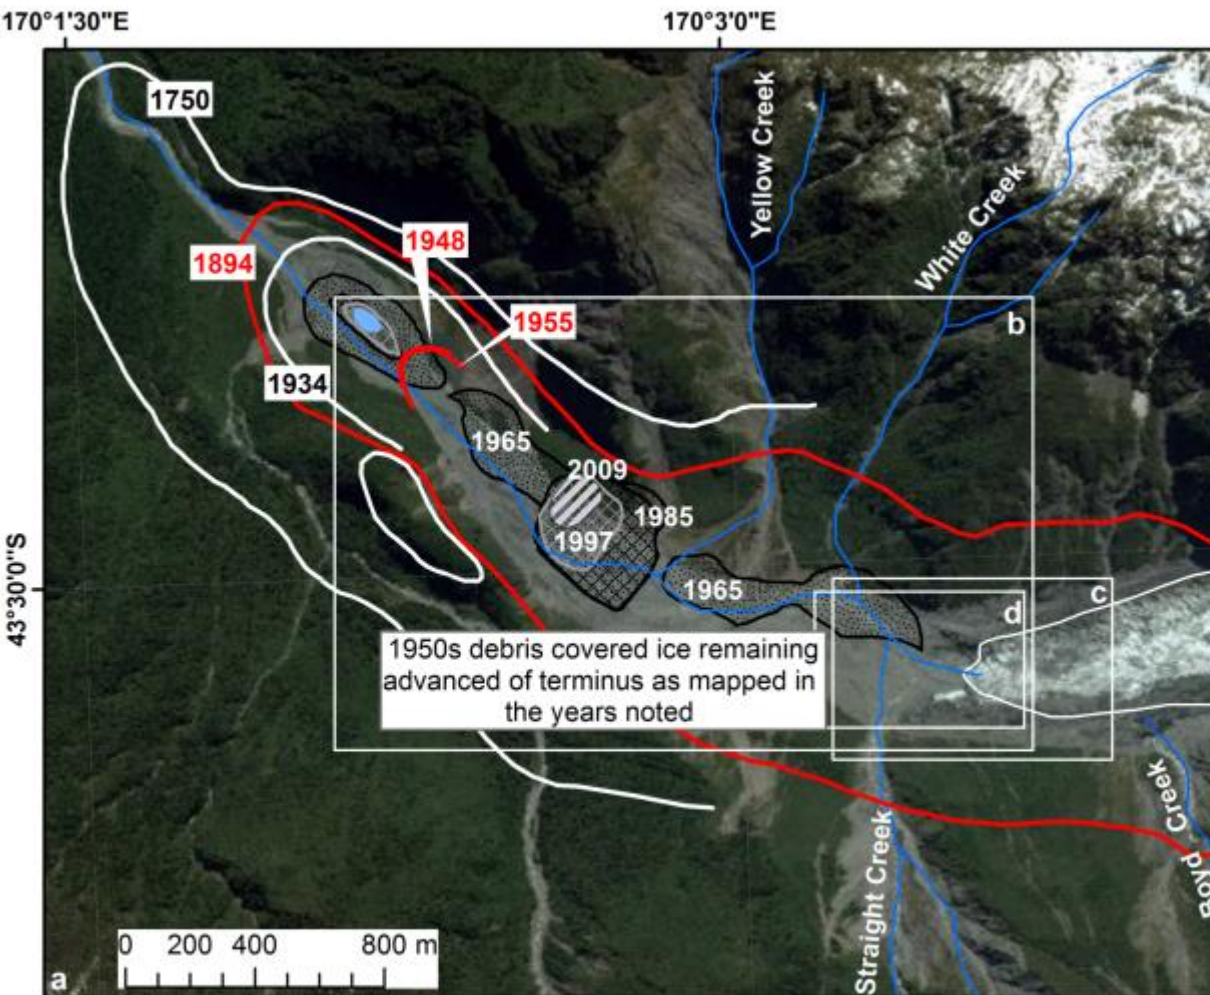 170°1'30"E
170°3'0"E
1750
Yellow Creek
White Creek
1948
1894
1955
b
1934
1965
2009
1985
1997
43°30'0"S
1965
c
d
1950s debris covered ice remaining
advanced of terminus as mapped in
the years noted
Boyd - Creek
Straight Creek
0 200 400 800 m
a